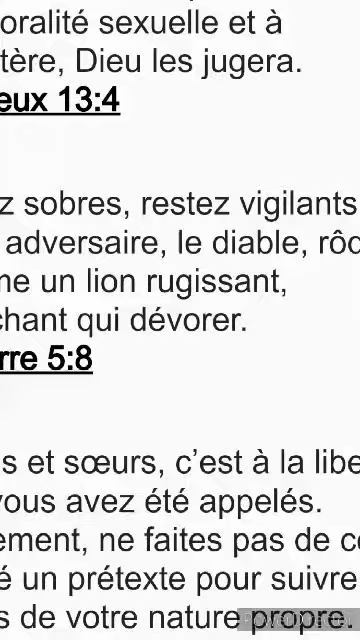 oralité sexuelle et à
tère, Dieu les jugera.
eux 13:4
z sobres, restez vigilants
adversaire, le diable, rôd
me un lion rugissant,
chant qui dévorer.
rre 5:8
s et sœurs, c’est à la libe
vous avez été appelés.
ement, ne faites pas de c
é un prétexte pour suivre
s de votre nature propre.